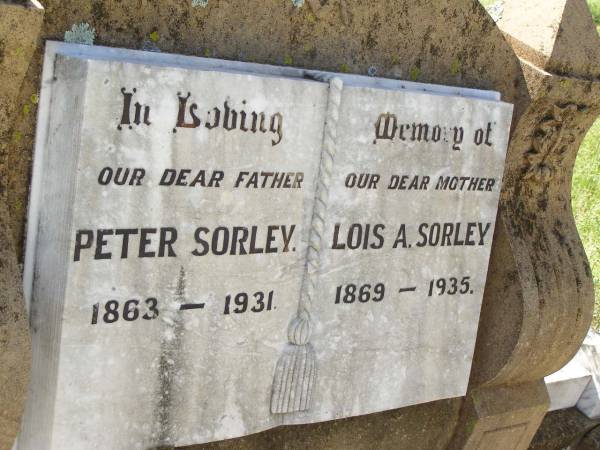 In Loving
OUR DEAR FATHER
PETER SORLEY.
1863 — 1931.
Memory of
OUR DEAR MOTHER
LOIS A. SORLEY
1869 — 1935.